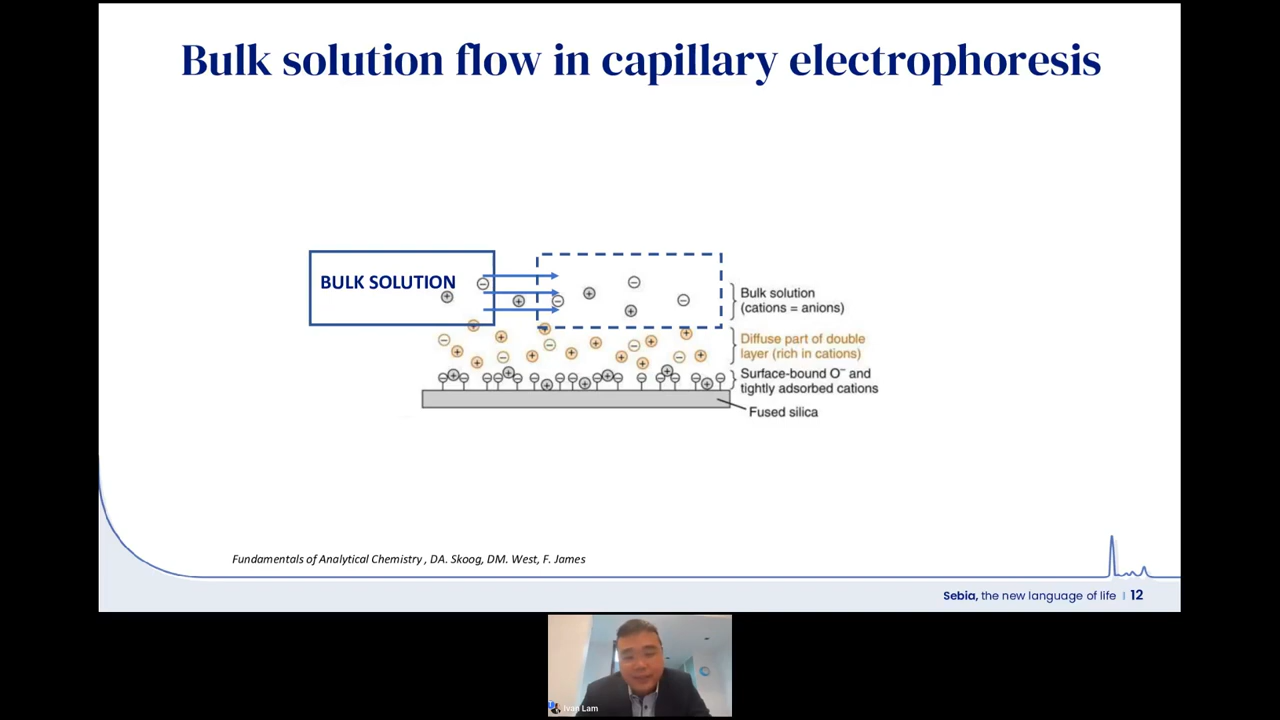 Bulk solution flow in capillary electrophoresis
BULK SOLUTION
Bulk solution
(cations = anions)
Diffuse part of double
layer (rich in cations)
Surface-bound O⁻ and
tightly adsorbed cations
Fused silica
Fundamentals of Analytical Chemistry , DA. Skoog, DM. West, F. James
Sebia, the new language of life | 12
Ivan Lam